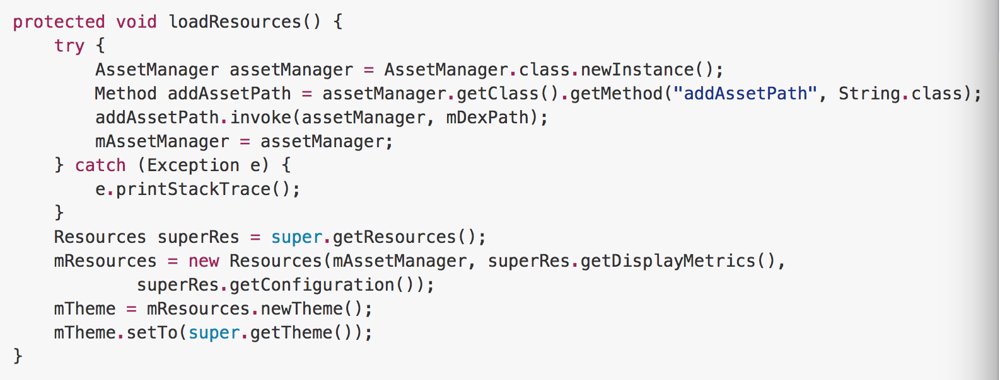 protected void loadResources() {
    try {
        AssetManager assetManager = AssetManager.class.newInstance();
        Method addAssetPath = assetManager.getClass().getMethod("addAssetPath", String.class);
        addAssetPath.invoke(assetManager, mDexPath);
        mAssetManager = assetManager;
    } catch (Exception e) {
        e.printStackTrace();
    }
    Resources superRes = super.getResources();
    mResources = new Resources(mAssetManager, superRes.getDisplayMetrics(),
            superRes.getConfiguration());
    mTheme = mResources.newTheme();
    mTheme.setTo(super.getTheme());
}